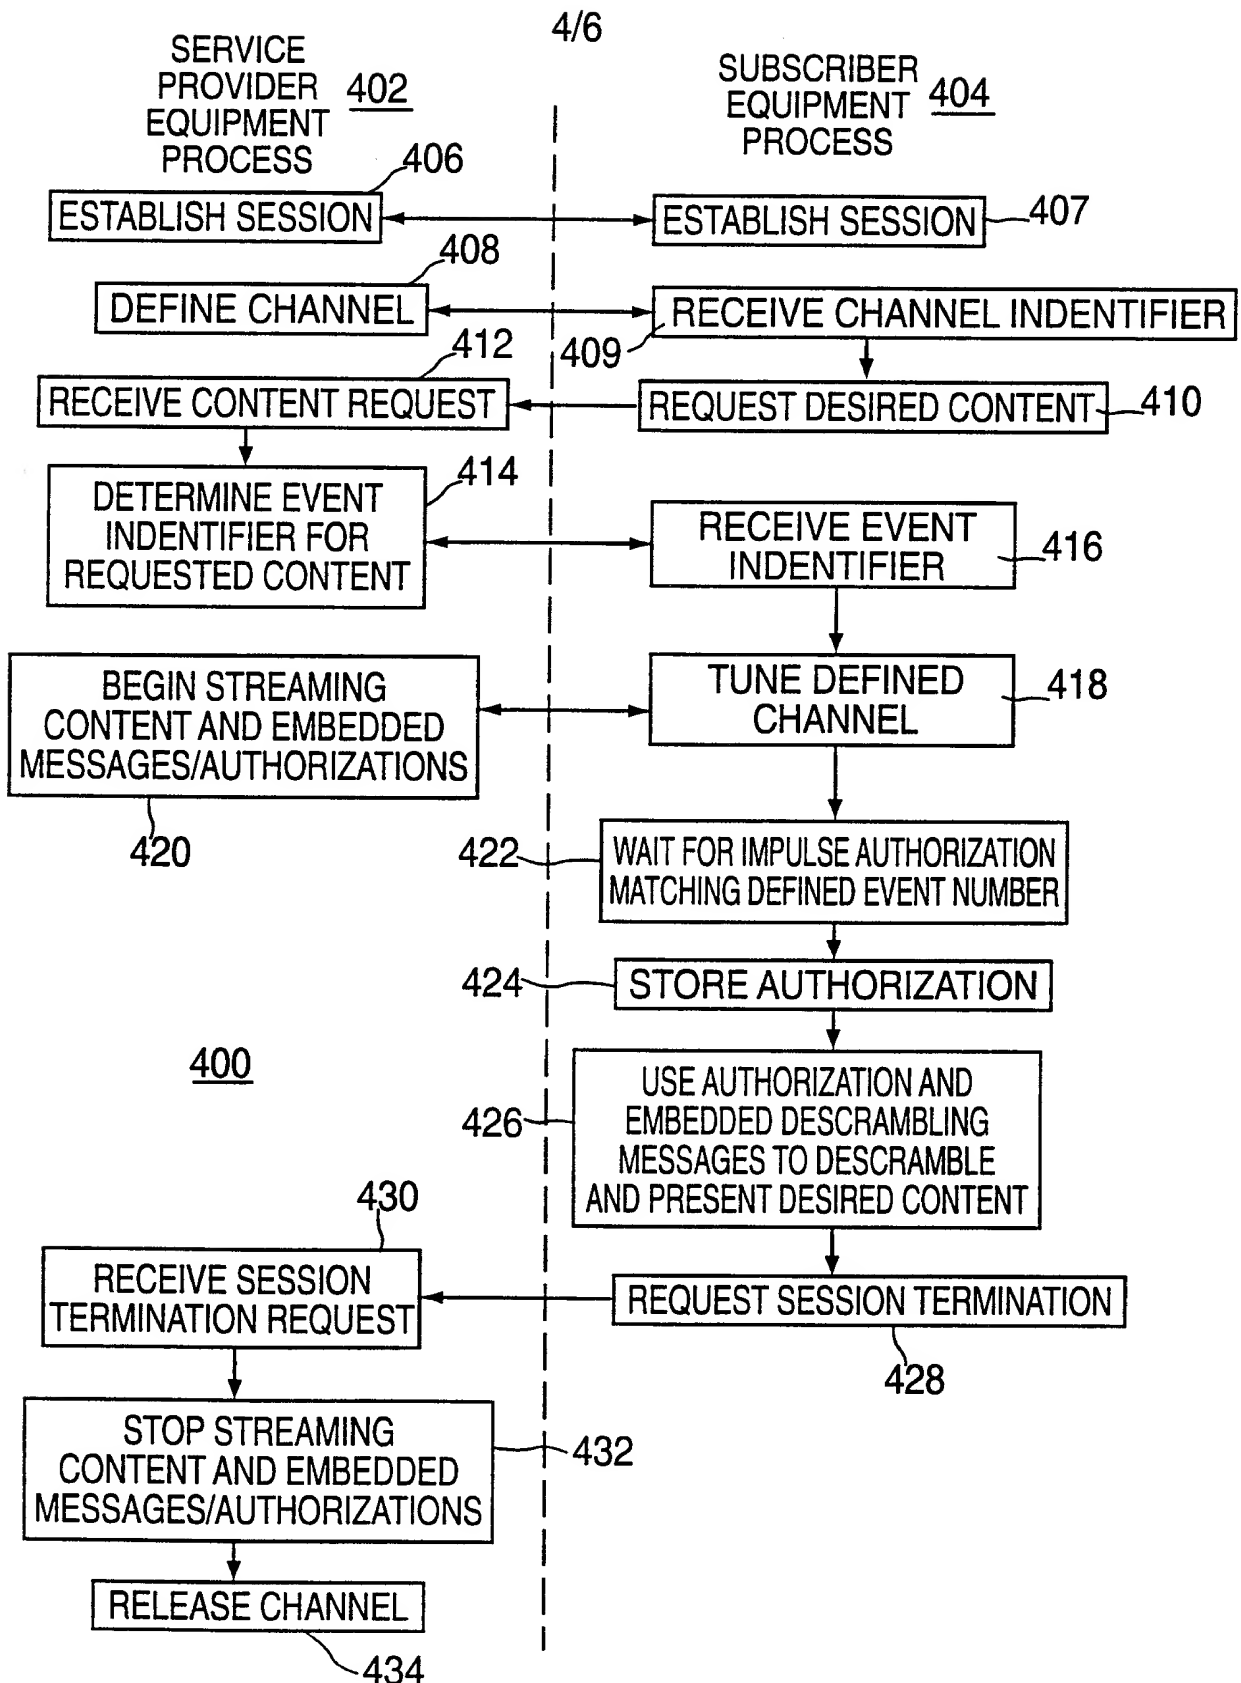 4/6
SERVICE
PROVIDER
EQUIPMENT
PROCESS
402
SUBSCRIBER
EQUIPMENT
PROCESS
404
406
ESTABLISH SESSION
ESTABLISH SESSION
407
408
DEFINE CHANNEL
RECEIVE CHANNEL INDENTIFIER
409
412
RECEIVE CONTENT REQUEST
REQUEST DESIRED CONTENT
410
414
DETERMINE EVENT
INDENTIFIER FOR
REQUESTED CONTENT
RECEIVE EVENT
INDENTIFIER
416
BEGIN STREAMING
CONTENT AND EMBEDDED
MESSAGES/AUTHORIZATIONS
420
TUNE DEFINED
CHANNEL
418
422
WAIT FOR IMPULSE AUTHORIZATION
MATCHING DEFINED EVENT NUMBER
424
STORE AUTHORIZATION
400
426
USE AUTHORIZATION AND
EMBEDDED DESCRAMBLING
MESSAGES TO DESCRAMBLE
AND PRESENT DESIRED CONTENT
430
RECEIVE SESSION
TERMINATION REQUEST
REQUEST SESSION TERMINATION
428
STOP STREAMING
CONTENT AND EMBEDDED
MESSAGES/AUTHORIZATIONS
432
RELEASE CHANNEL
434